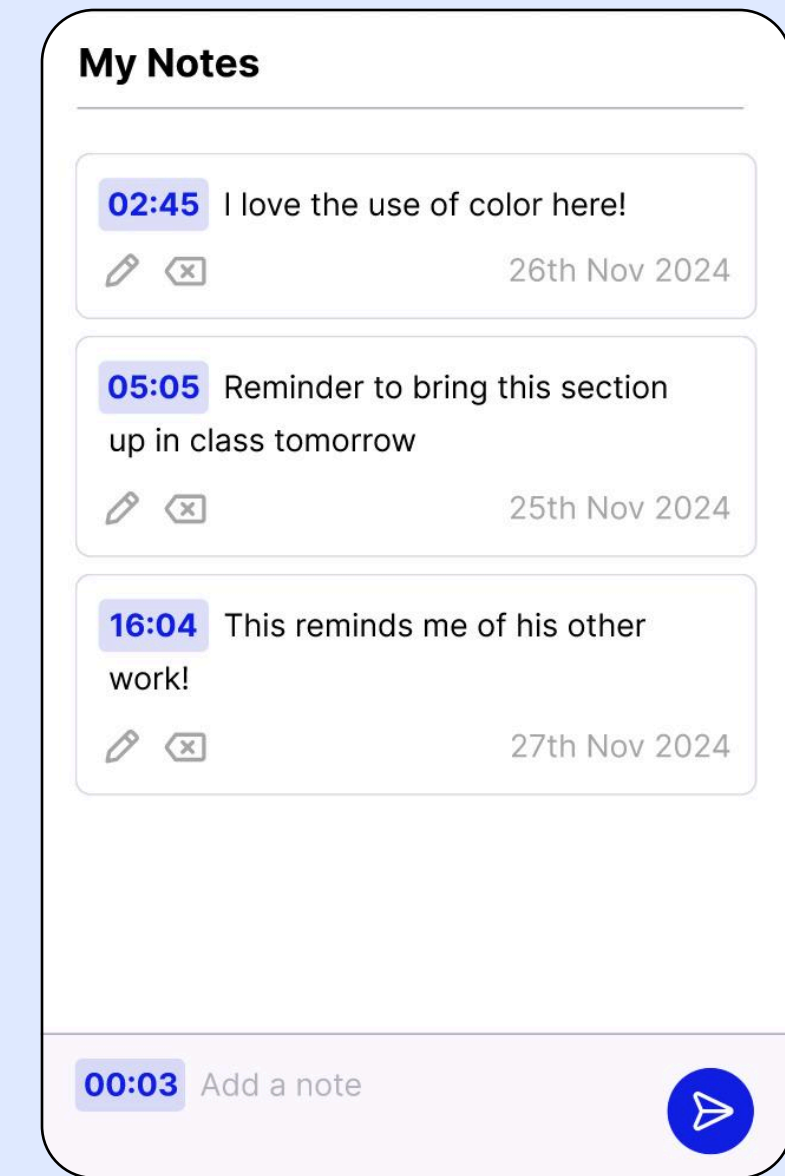 My Notes
02:45 I love the use of color here!
26th Nov 2024
05:05 Reminder to bring this section
up in class tomorrow
25th Nov 2024
16:04 This reminds me of his other
work!
27th Nov 2024
00:03 Add a note